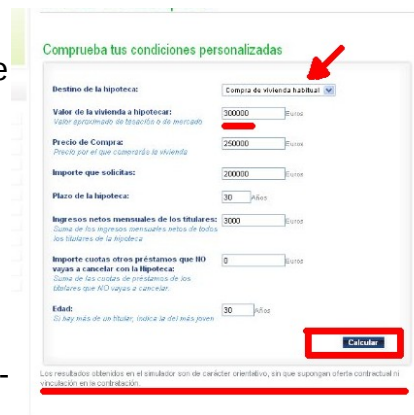 Comprueba tus condiciones personalizadas
e
Destino de la hipoteca: Compra de vivienda habitual
Valor de la vivienda a hipotecar: 300000 Euros
Valor aproximado de tasación o de mercado
Precio de Compra: 250000 Euros
Precio por el que comprarás la vivienda
Importe que solicitas: 200000 Euros
Plazo de la hipoteca: 30 Años
Ingresos netos mensuales de los titulares: 3000 Euros
Suma de los ingresos mensuales netos de todos
los titulares de la hipoteca
Importe cuotas otros préstamos que NO
vayas a cancelar con la Hipoteca: 0 Euros
Suma de las cuotas de préstamos de los
titulares que NO vayas a cancelar.
Edad: 30 Años
Si hay más de un titular, indica la del más joven
Calcular
-
Los resultados obtenidos en el simulador son de carácter orientativo, sin que supongan oferta contractual ni
vinculación en la contratación.